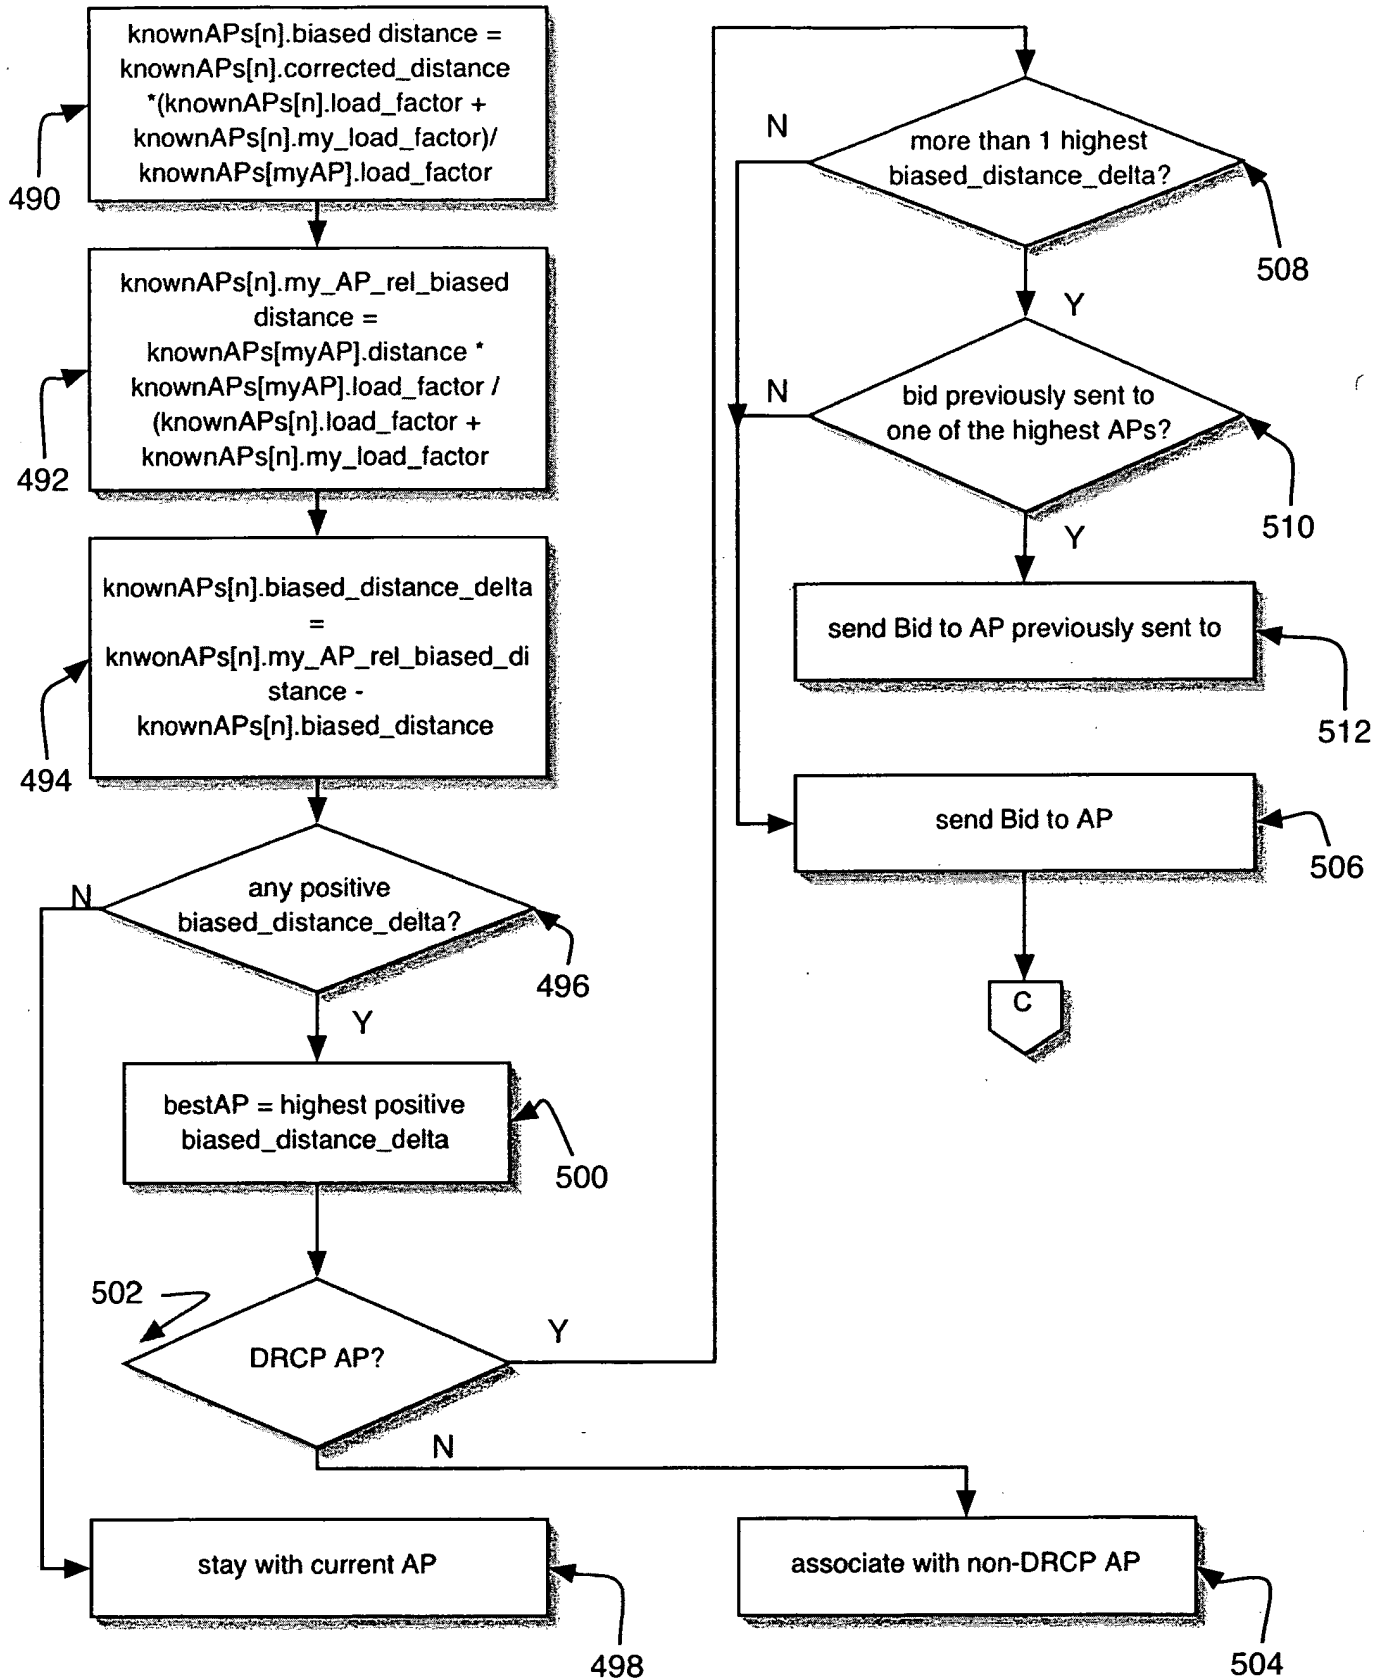 knownAPs[n].biased distance =
knownAPs[n].corrected_distance
*(knownAPs[n].load_factor +
knownAPs[n].my_load_factor)/
knownAPs[myAP].load_factor
490
knownAPs[n].my_AP_rel_biased
distance =
knownAPs[myAP].distance *
knownAPs[myAP].load_factor /
(knownAPs[n].load_factor +
knownAPs[n].my_load_factor
492
knownAPs[n].biased_distance_delta
=
knwonAPs[n].my_AP_rel_biased_di
stance -
knownAPs[n].biased_distance
494
any positive
biased_distance_delta?
N
496
Y
bestAP = highest positive
biased_distance_delta
500
502
DRCP AP?
Y
N
stay with current AP
498
associate with non-DRCP AP
504
more than 1 highest
biased_distance_delta?
N
508
Y
bid previously sent to
one of the highest APs?
N
510
Y
send Bid to AP previously sent to
512
send Bid to AP
506
C